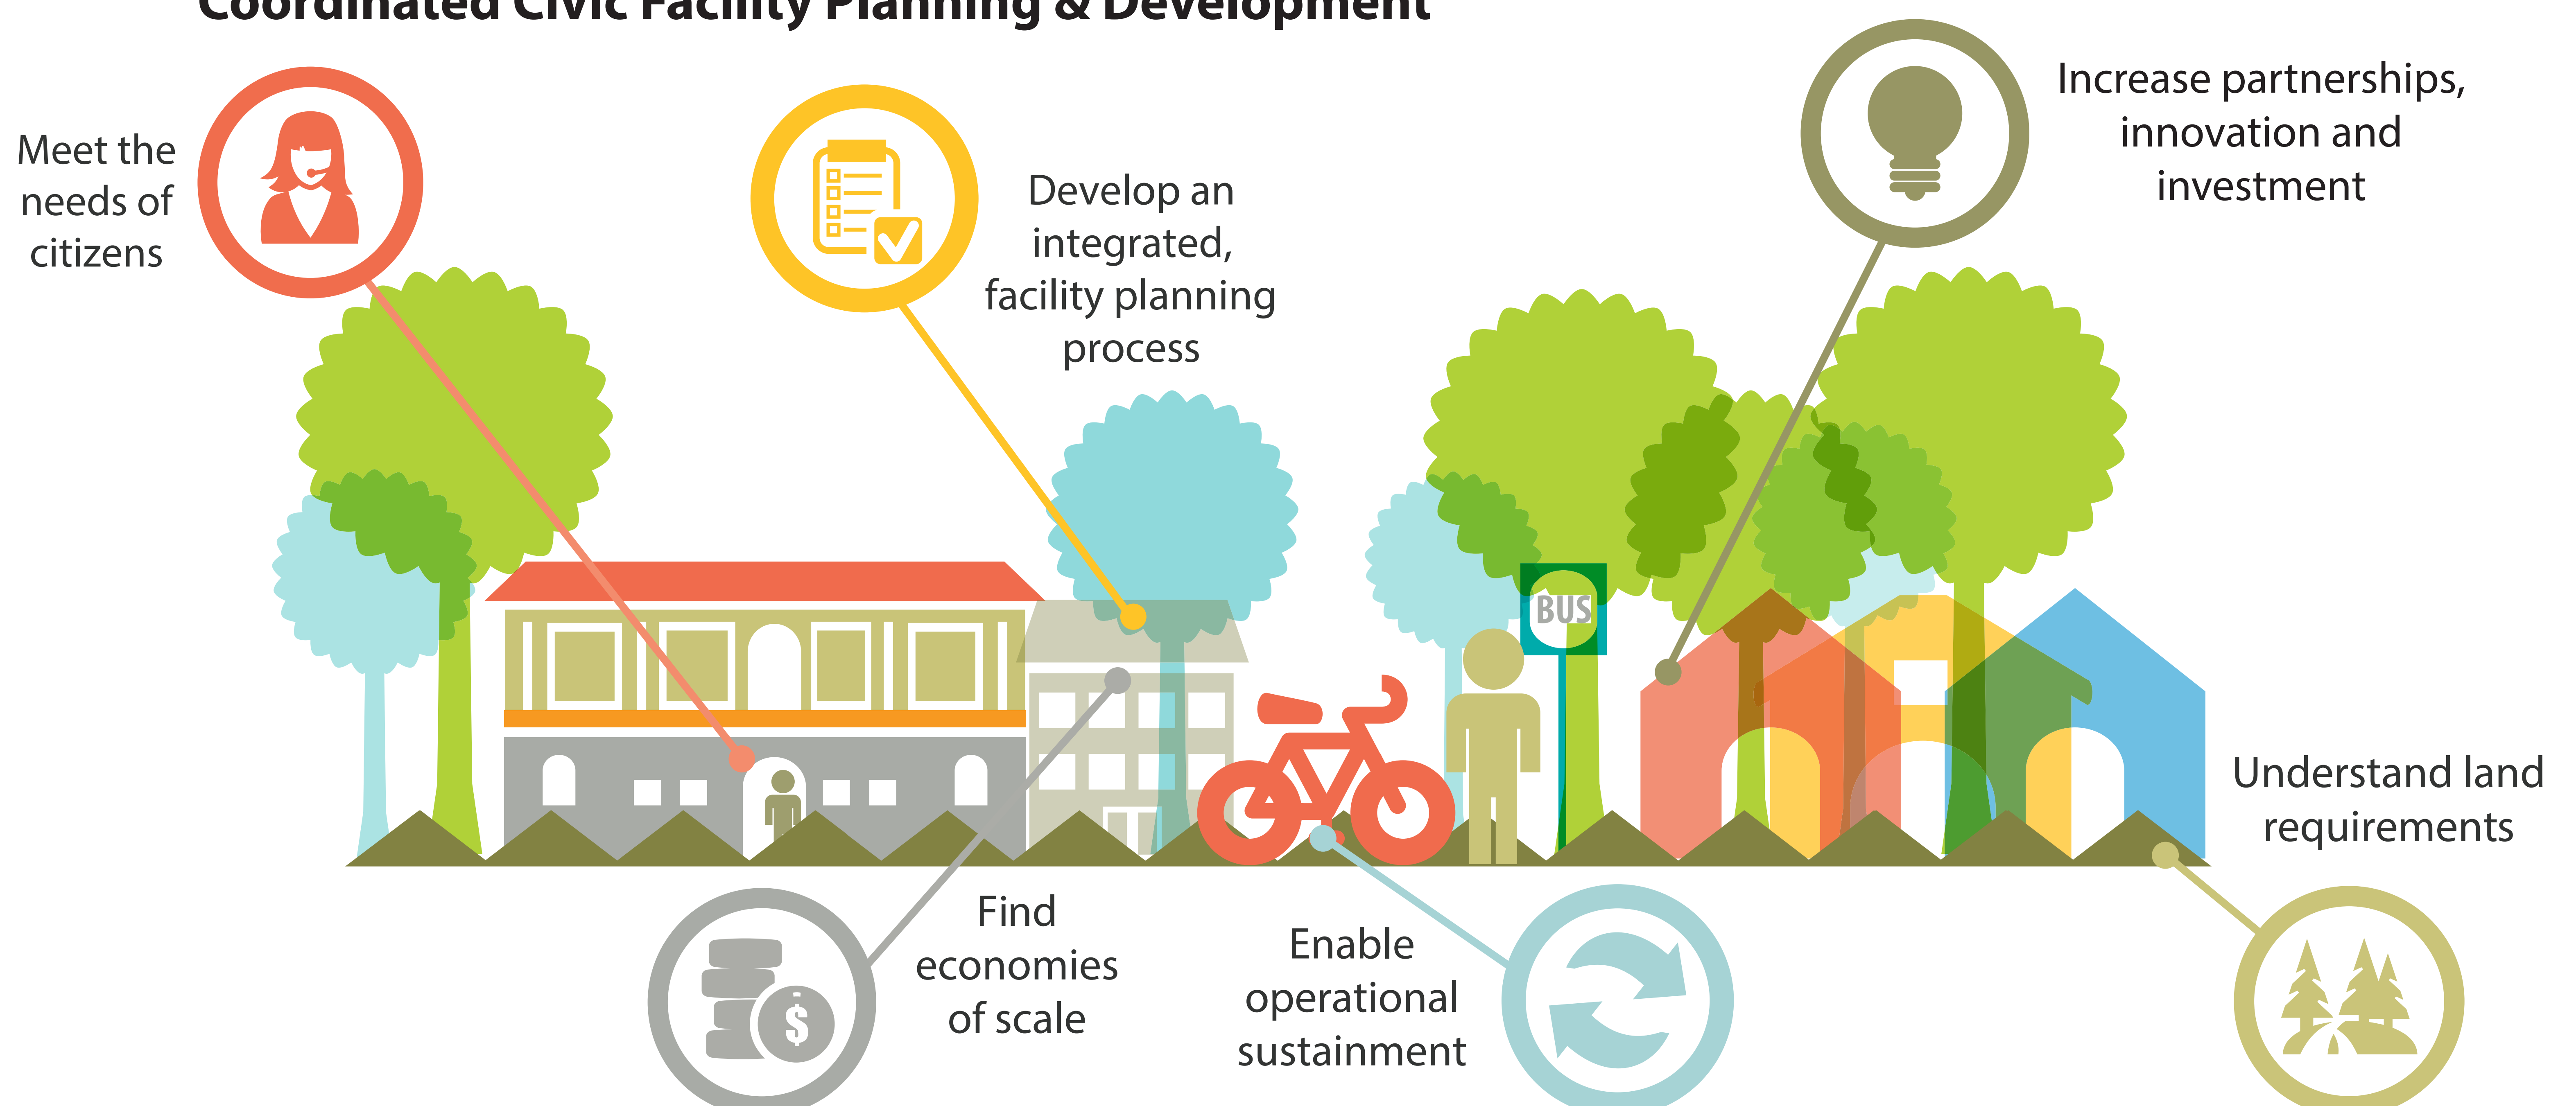 Coordinated Civic Facility Planning & Development
Meet the
needs of
citizens
Develop an
integrated,
facility planning
process
Increase partnerships,
innovation and
investment
BUS
Understand land
requirements
Find
economies
of scale
$
Enable
operational
sustainment